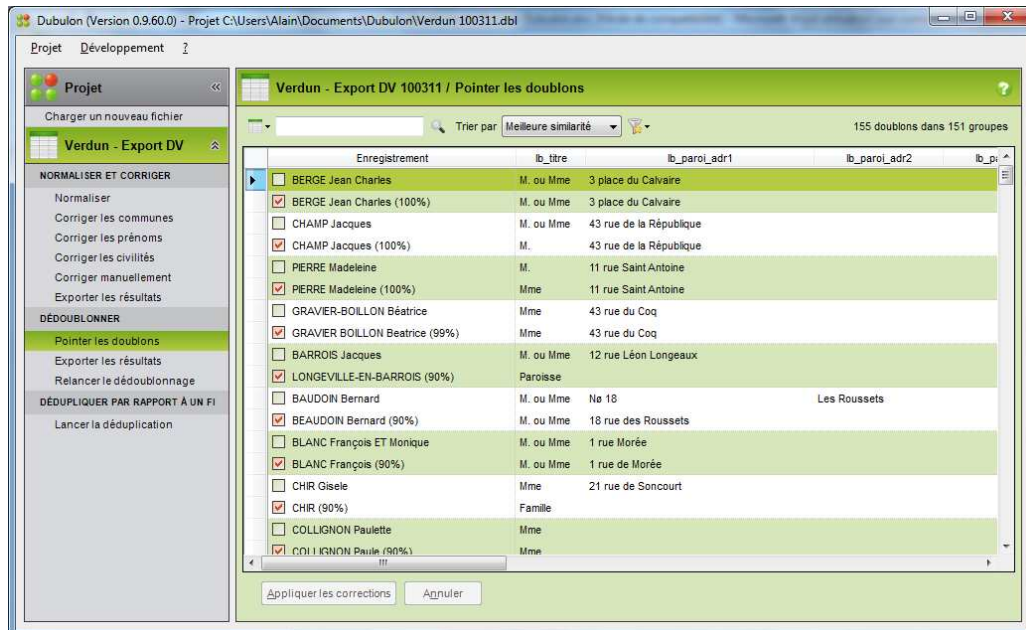 Dubulon (Version 0.9.60.0) - Projet C:\Users\Alain\Documents\Dubulon\Verdun 100311.dbl
Projet Développement ?
Projet «
Charger un nouveau fichier
Verdun - Export DV
NORMALISER ET CORRIGER
Normaliser
Corriger les communes
Corriger les prénoms
Corriger les civilités
Corriger manuellement
Exporter les résultats
DÉDOUBLONNER
Pointer les doublons
Exporter les résultats
Relancer le dédoublonnage
DÉDUPLIQUER PAR RAPPORT À UN FI
Lancer la déduplication
Verdun - Export DV 100311 / Pointer les doublons ?
Trier par Meilleure similarité 155 doublons dans 151 groupes
Enregistrement lb_titre lb_paroi_adr1 lb_paroi_adr2 lb_pa
BERGE Jean Charles M. ou Mme 3 place du Calvaire
BERGE Jean Charles (100%) M. ou Mme 3 place du Calvaire
CHAMP Jacques M. ou Mme 43 rue de la République
CHAMP Jacques (100%) M. 43 rue de la République
PIERRE Madeleine M. 11 rue Saint Antoine
PIERRE Madeleine (100%) Mme 11 rue Saint Antoine
GRAVIER-BOILLON Béatrice Mme 43 rue du Coq
GRAVIER BOILLON Beatrice (99%) Mme 43 rue du Coq
BARROIS Jacques M. ou Mme 12 rue Léon Longeaux
LONGEVILLE-EN-BARROIS (90%) Paroisse
BAUDOIN Bernard M. ou Mme Nø 18 Les Roussets
BEAUDOIN Bernard (90%) M. ou Mme 18 rue des Roussets
BLANC François ET Monique M. ou Mme 1 rue Morée
BLANC François (90%) M. ou Mme 1 rue de Morée
CHIR Gisele Mme 21 rue de Soncourt
CHIR (90%) Famille
COLLIGNON Paulette Mme
COLLIGNON Paule (90%) Mme
Appliquer les corrections Annuler